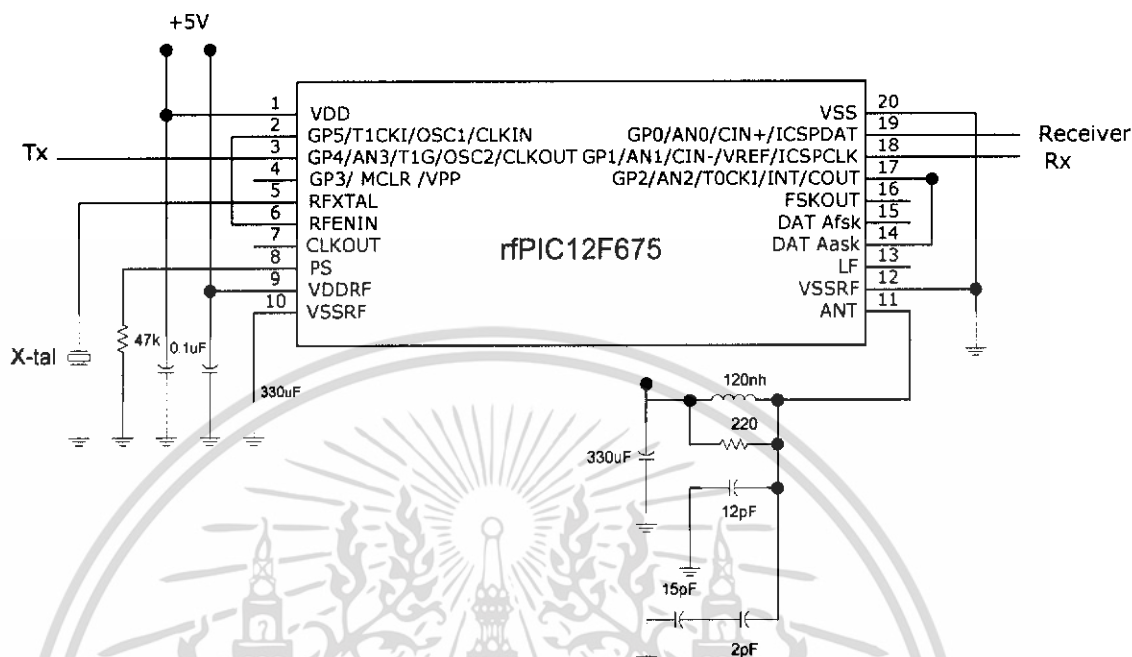 +5V
1 VDD
2 GP5/T1CKI/OSC1/CLKIN
Tx
3 GP4/AN3/T1G/OSC2/CLKOUT
4 GP3/ MCLR /VPP
5 RFXTAL
6 RFENIN
7 CLKOUT
8 PS
9 VDDRF
10 VSSRF
rfPIC12F675
VSS 20
GP0/AN0/CIN+/ICSPDAT 19
Receiver
GP1/AN1/CIN-/VREF/ICSPCLK 18
Rx
GP2/AN2/T0CKI/INT/COUT 17
FSKOUT 16
DAT Afsk 15
DAT Aask 14
LF 13
VSSRF 12
ANT 11
X-tal
47k
0.1uF
330uF
120nh
220
330uF
12pF
15pF
2pF